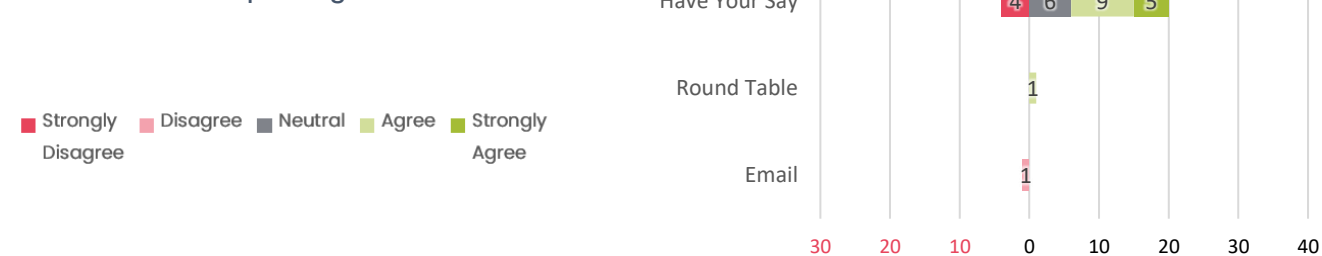 Have Your Say
4 6 9 5
Round Table
1
Strongly Disagree Neutral Agree Strongly
Disagree Agree
Email
1
30 20 10 0 10 20 30 40